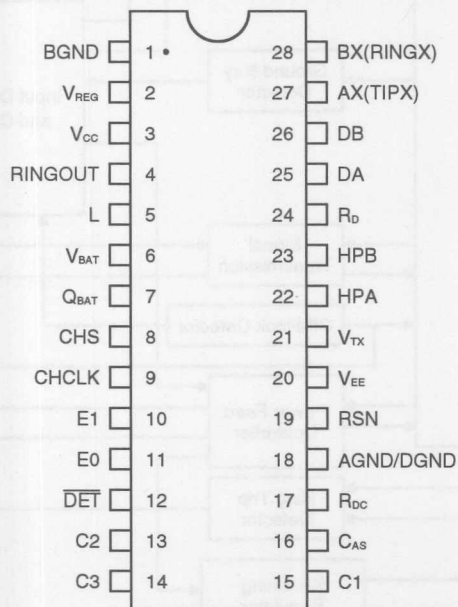 BGND 1 • 28 BX(RINGX)
VREG 2 27 AX(TIPX)
VCC 3 26 DB
RINGOUT 4 25 DA
L 5 24 RD
VBAT 6 23 HPB
QBAT 7 22 HPA
CHS 8 21 VTX
CHCLK 9 20 VEE
E1 10 19 RSN
E0 11 18 AGND/DGND
DET 12 17 RDC
C2 13 16 CAS
C3 14 15 C1